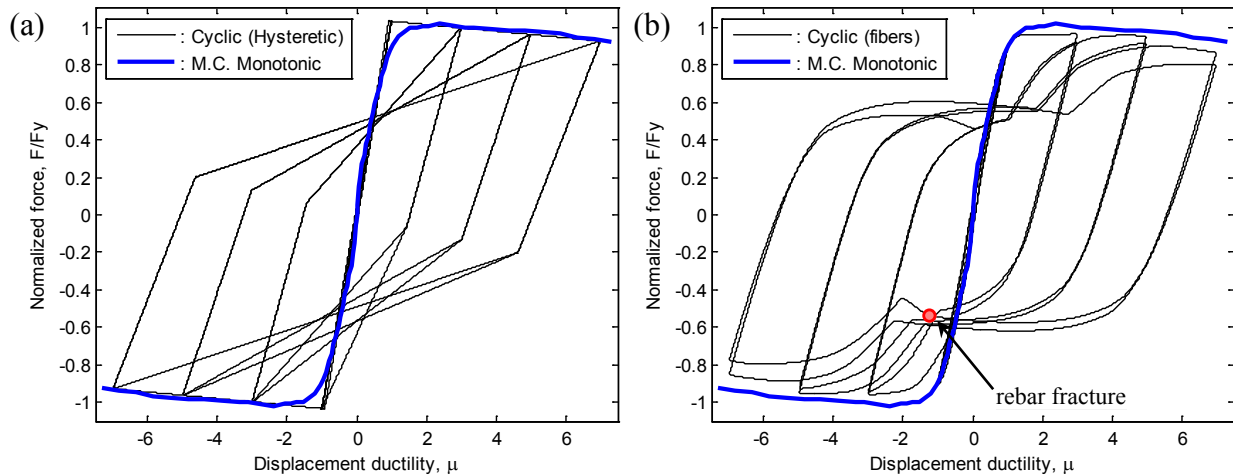 (a)
1
0.8
0.6
0.4
0.2
0
-0.2
-0.4
-0.6
-0.8
-1
Normalized force, F/Fy
: Cyclic (Hysteretic)
: M.C. Monotonic
-6 -4 -2 0 2 4 6
Displacement ductility, μ
(b)
1
0.8
0.6
0.4
0.2
0
-0.2
-0.4
-0.6
-0.8
-1
Normalized force, F/Fy
: Cyclic (fibers)
: M.C. Monotonic
rebar fracture
-6 -4 -2 0 2 4 6
Displacement ductility, μ